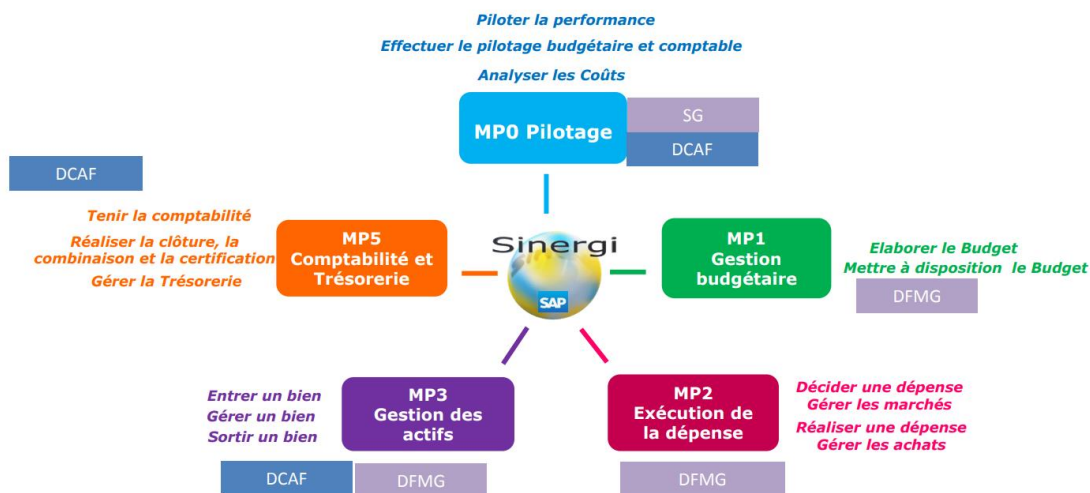 Piloter la performance
Effectuer le pilotage budgétaire et comptable
Analyser les Coûts
MP0 Pilotage
SG
DCAF
DCAF
Tenir la comptabilité
Réaliser la clôture, la
combinaison et la certification
Gérer la Trésorerie
MP5
Comptabilité et
Trésorerie
Sinergi
SAP
MP1
Gestion
budgétaire
Elaborer le Budget
Mettre à disposition le Budget
DFMG
Entrer un bien
Gérer un bien
Sortir un bien
MP3
Gestion des
actifs
DCAF
DFMG
MP2
Exécution de
la dépense
Décider une dépense
Gérer les marchés
Réaliser une dépense
Gérer les achats
DFMG